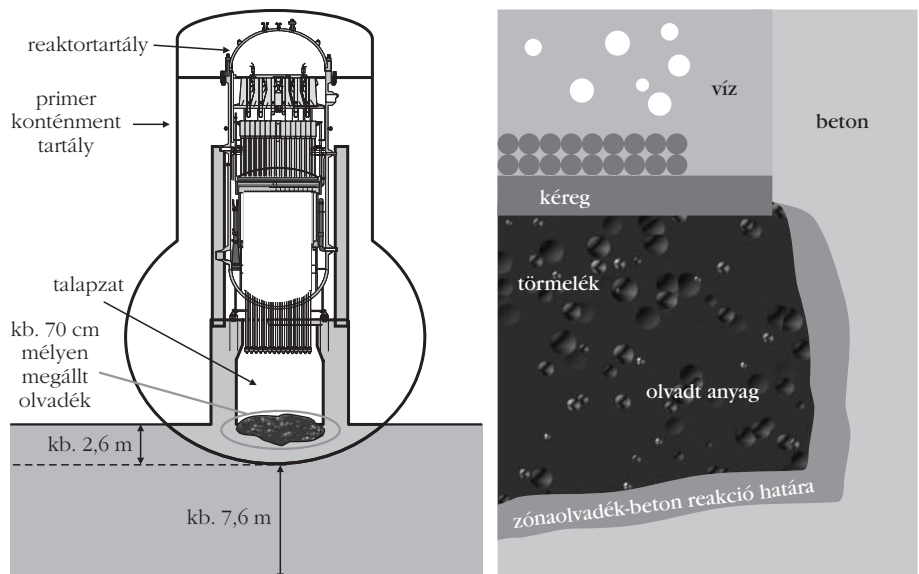 reaktortartály
primer
konténment
tartály
talapzat
kb. 70 cm
mélyen
megállt
olvadék
kb. 2,6 m
kb. 7,6 m
víz
beton
kéreg
törmelék
olvadt anyag
zónaolvadék-beton reakció határa